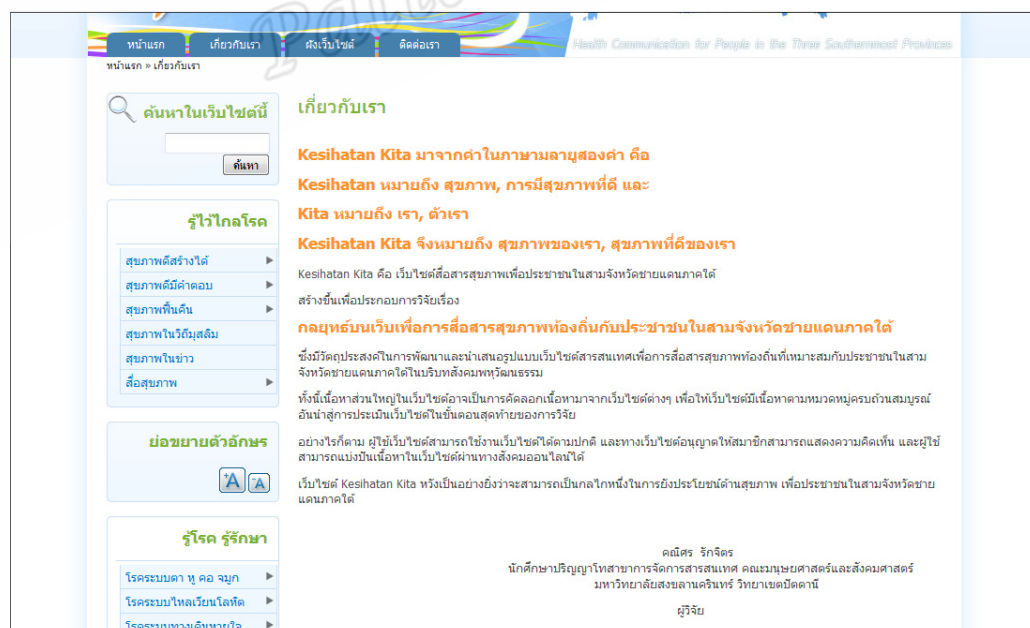 หน้าแรก
เกี่ยวกับเรา
ผังเว็บไซต์
ติดต่อเรา
Health Communication for People in the Three Southernmost Provinces
หน้าแรก » เกี่ยวกับเรา
ค้นหาในเว็บไซต์นี้
ค้นหา
รู้ไว้ไกลโรค
สุขภาพดีสร้างได้
สุขภาพดีมีคำตอบ
สุขภาพฟื้นคืน
สุขภาพในวิถีมุสลิม
สุขภาพในข่าว
สื่อสุขภาพ
ย่อขยายตัวอักษร
+A -A
รู้โรค รู้รักษา
โรคระบบตา หู คอ จมูก
โรคระบบไหลเวียนโลหิต
โรคระบบทางเดินหายใจ
เกี่ยวกับเรา
Kesihatan Kita มาจากคำในภาษามลายูสองคำ คือ
Kesihatan หมายถึง สุขภาพ, การมีสุขภาพที่ดี และ
Kita หมายถึง เรา, ตัวเรา
Kesihatan Kita จึงหมายถึง สุขภาพของเรา, สุขภาพที่ดีของเรา
Kesihatan Kita คือ เว็บไซต์สื่อสารสุขภาพเพื่อประชาชนในสามจังหวัดชายแดนภาคใต้
สร้างขึ้นเพื่อประกอบการวิจัยเรื่อง
กลยุทธ์บนเว็บเพื่อการสื่อสารสุขภาพท้องถิ่นกับประชาชนในสามจังหวัดชายแดนภาคใต้
ซึ่งมีวัตถุประสงค์ในการพัฒนาและนำเสนอรูปแบบเว็บไซต์สารสนเทศเพื่อการสื่อสารสุขภาพท้องถิ่นที่เหมาะสมกับประชาชนในสาม
จังหวัดชายแดนภาคใต้ในบริบทสังคมพหุวัฒนธรรม
ทั้งนี้เนื้อหาส่วนใหญ่ในเว็บไซต์อาจเป็นการคัดลอกเนื้อหามาจากเว็บไซต์ต่างๆ เพื่อให้เว็บไซต์มีเนื้อหาตามหมวดหมู่ครบถ้วนสมบูรณ์
อันนำสู่การประเมินเว็บไซต์ในขั้นตอนสุดท้ายของการวิจัย
อย่างไรก็ตาม ผู้ใช้เว็บไซต์สามารถใช้งานเว็บไซต์ได้ตามปกติ และทางเว็บไซต์อนุญาตให้สมาชิกสามารถแสดงความคิดเห็น และผู้ใช้
สามารถแบ่งปันเนื้อหาในเว็บไซต์ผ่านทางสังคมออนไลน์ได้
เว็บไซต์ Kesihatan Kita หวังเป็นอย่างยิ่งว่าจะสามารถเป็นกลไกหนึ่งในการยังประโยชน์ด้านสุขภาพ เพื่อประชาชนในสามจังหวัดชาย
แดนภาคใต้
คณิศร รักจิตร
นักศึกษาปริญญาโทสาขาการจัดการสารสนเทศ คณะมนุษยศาสตร์และสังคมศาสตร์
มหาวิทยาลัยสงขลานครินทร์ วิทยาเขตปัตตานี
ผู้วิจัย